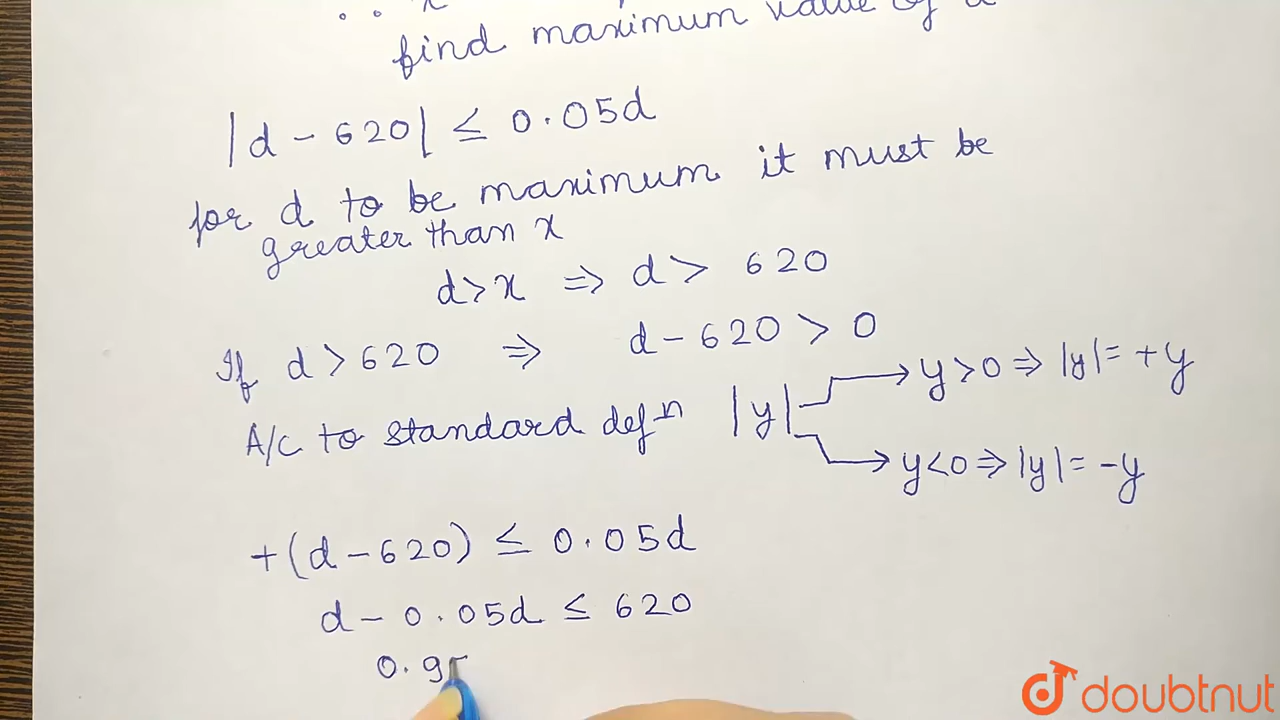 ∴ x
find maximum value of d
|d - 620| ≤ 0.05d
for d to be maximum it must be
greater than x
d > x ⇒ d > 620
If d > 620 ⇒ d - 620 > 0
A/C to standard defn |y| → y > 0 ⇒ |y| = + y
→ y < 0 ⇒ |y| = - y
+ (d - 620) ≤ 0.05d
d - 0.05d ≤ 620
0.95
doubtnut